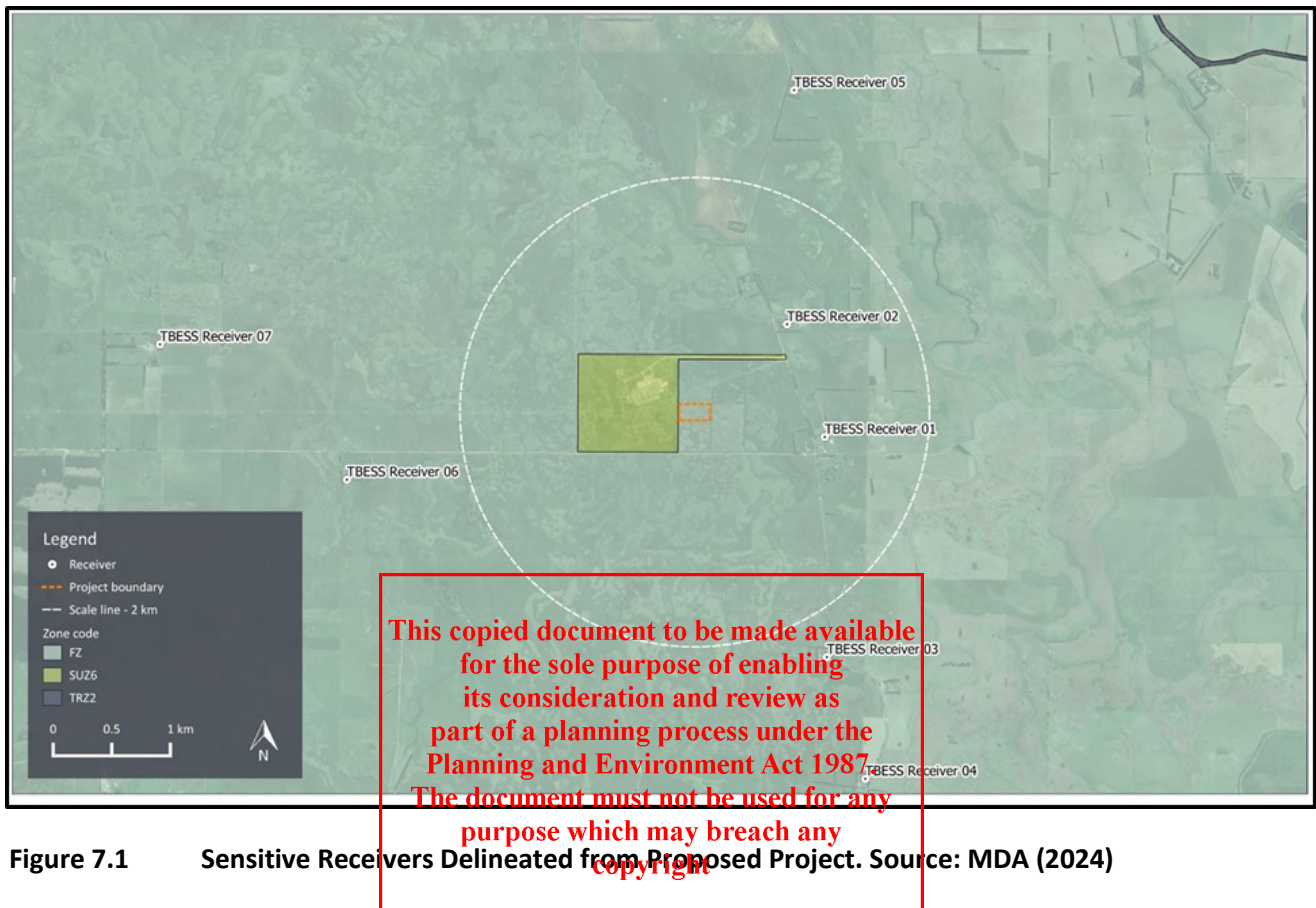 TBESS Receiver 05
TBESS Receiver 02
TBESS Receiver 07
TBESS Receiver 01
TBESS Receiver 06
Legend
Receiver
Project boundary
Scale line - 2 km
Zone code
FZ
SUZ6
TRZ2
0 0.5 1 km
N
This copied document to be made available
for the sole purpose of enabling
its consideration and review as
part of a planning process under the
Planning and Environment Act 1987.
The document must not be used for any
purpose which may breach any
copyright
TBESS Receiver 03
TBESS Receiver 04
Figure 7.1 Sensitive Receivers Delineated from Proposed Project. Source: MDA (2024)